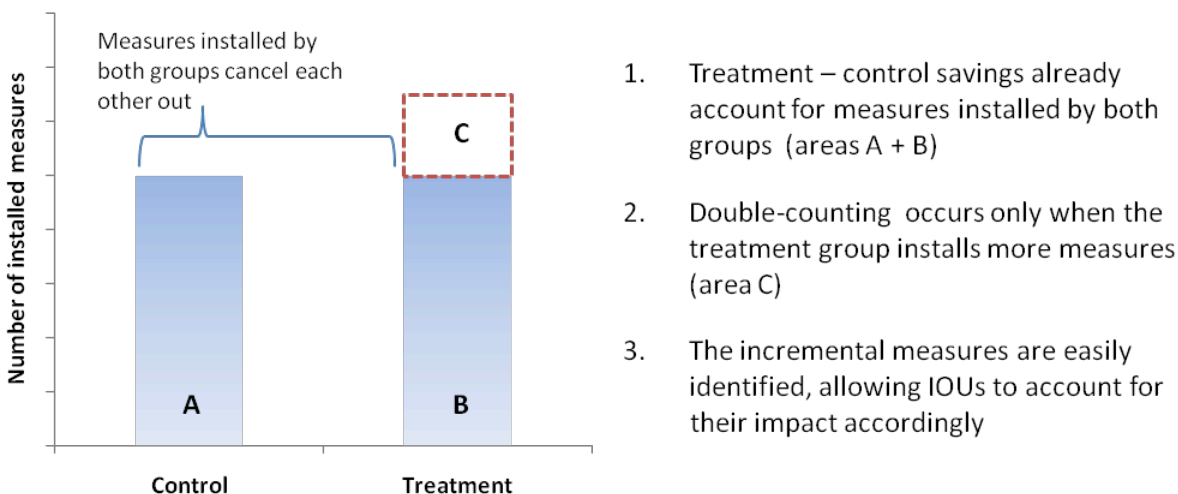 Number of installed measures
Measures installed by
both groups cancel each
other out
C
A
B
Control
Treatment
1. Treatment – control savings already
account for measures installed by both
groups (areas A + B)
2. Double-counting occurs only when the
treatment group installs more measures
(area C)
3. The incremental measures are easily
identified, allowing IOUs to account for
their impact accordingly